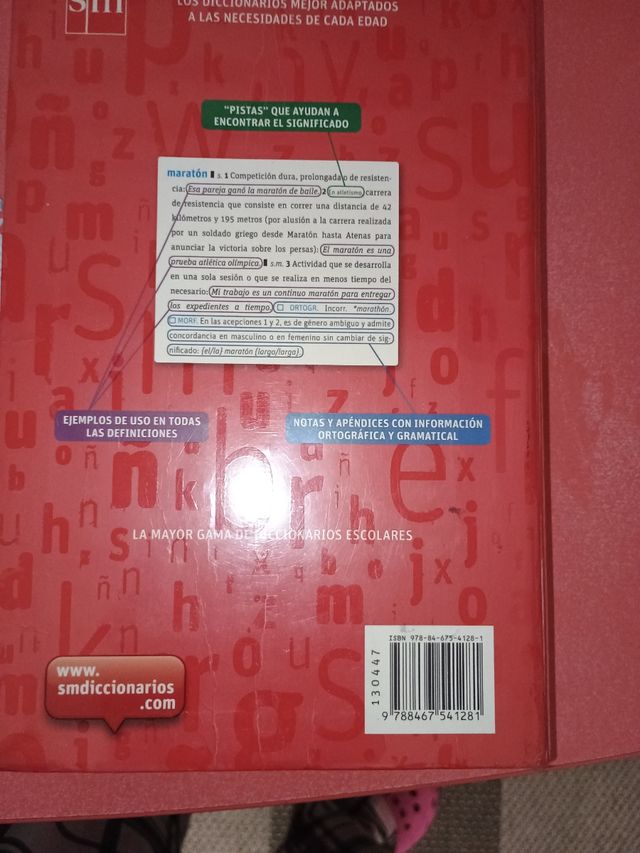 sm
LOS DICCIONARIOS MEJOR ADAPTADOS
A LAS NECESIDADES DE CADA EDAD
"PISTAS" QUE AYUDAN A
ENCONTRAR EL SIGNIFICADO
maratón s. 1 Competición dura, prolongada o de resisten-
cia: Esa pareja ganó la maratón de baile. 2 En atletismo, carrera
de resistencia que consiste en correr una distancia de 42
kilómetros y 195 metros (por alusión a la carrera realizada
por un soldado griego desde Maratón hasta Atenas para
anunciar la victoria sobre los persas): El maratón es una
prueba atlética olímpica. s.m. 3 Actividad que se desarrolla
en una sola sesión o que se realiza en menos tiempo del
necesario: Mi trabajo es un continuo maratón para entregar
los expedientes a tiempo. □ ORTOGR. Incorr. *marathón.
□ MORF. En las acepciones 1 y 2, es de género ambiguo y admite
concordancia en masculino o en femenino sin cambiar de sig-
nificado: {el/la} maratón {largo/larga}.
EJEMPLOS DE USO EN TODAS
LAS DEFINICIONES
NOTAS Y APÉNDICES CON INFORMACIÓN
ORTOGRÁFICA Y GRAMATICAL
LA MAYOR GAMA DE DICCIONARIOS ESCOLARES
www.
smdiccionarios
.com
ISBN 978-84-675-4128-1
130447
9 788467 541281